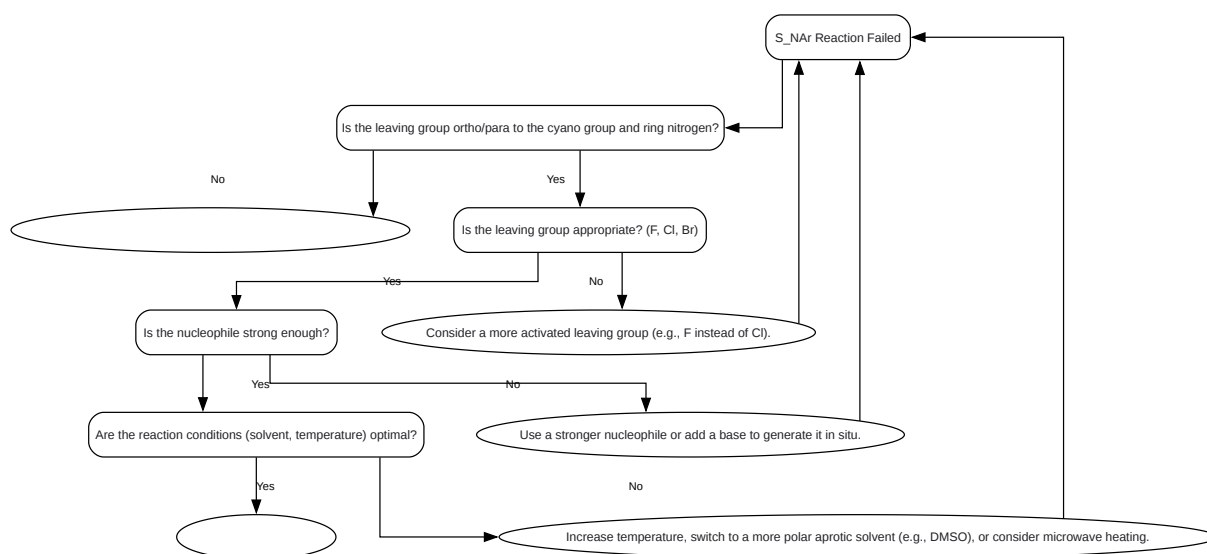 S_NAr Reaction Failed
Is the leaving group ortho/para to the cyano group and ring nitrogen?
No
Yes
Is the leaving group appropriate? (F, Cl, Br)
Yes
No
Is the nucleophile strong enough?
Consider a more activated leaving group (e.g., F instead of Cl).
Yes
No
Are the reaction conditions (solvent, temperature) optimal?
Use a stronger nucleophile or add a base to generate it in situ.
Yes
No
Increase temperature, switch to a more polar aprotic solvent (e.g., DMSO), or consider microwave heating.